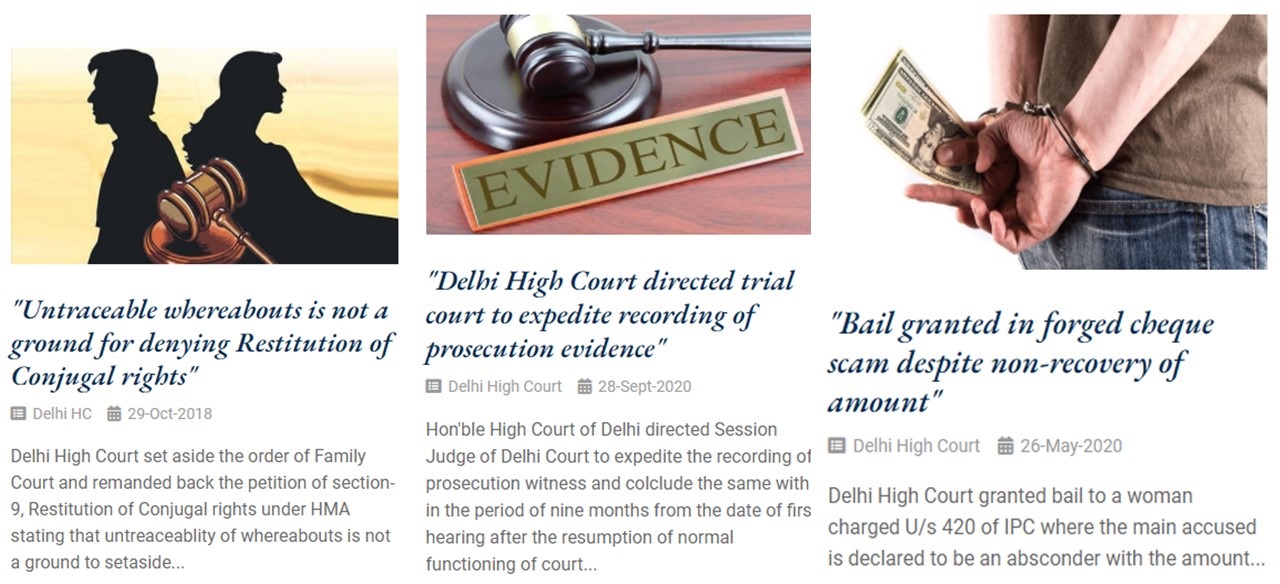 "Untraceable whereabouts is not a
ground for denying Restitution of
Conjugal rights"
Delhi HC 29-Oct-2018
Delhi High Court set aside the order of Family
Court and remanded back the petition of section-
9, Restitution of Conjugal rights under HMA
stating that untreaceablity of whereabouts is not
a ground to setaside...
EVIDENCE
"Delhi High Court directed trial
court to expedite recording of
prosecution evidence"
Delhi High Court 28-Sept-2020
Hon'ble High Court of Delhi directed Session
Judge of Delhi Court to expedite the recording of
prosecution witness and colclude the same with
in the period of nine months from the date of firs
hearing after the resumption of normal
functioning of court...
"Bail granted in forged cheque
scam despite non-recovery of
amount"
Delhi High Court 26-May-2020
Delhi High Court granted bail to a woman
charged U/s 420 of IPC where the main accused
is declared to be an absconder with the amount...